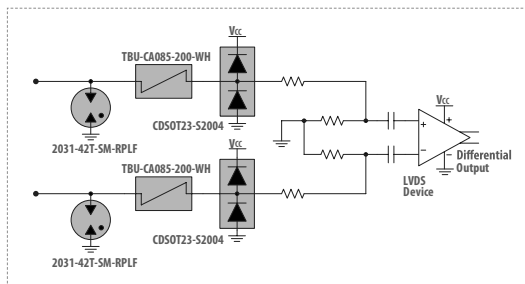 VCC
TBU-CA085-200-WH
CDSOT23-S2004
2031-42T-SM-RPLF
VCC
+
+
−
−
Differential
Output
LVDS
Device
VCC
TBU-CA085-200-WH
CDSOT23-S2004
2031-42T-SM-RPLF